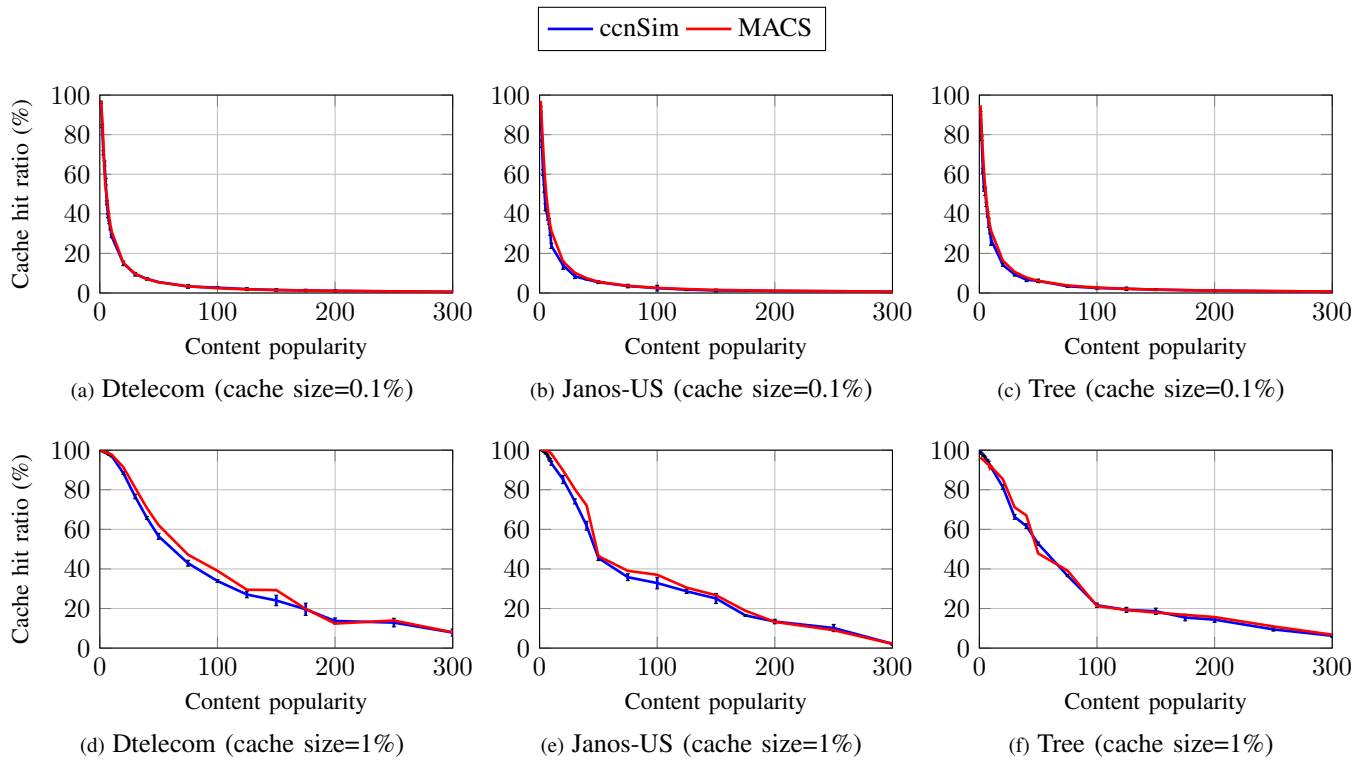 ccnSim MACS
Cache hit ratio (%)
100
80
60
40
20
0
0 100 200 300
Content popularity
(a) Dtelecom (cache size=0.1%)
100
80
60
40
20
0
0 100 200 300
Content popularity
(b) Janos-US (cache size=0.1%)
100
80
60
40
20
0
0 100 200 300
Content popularity
(c) Tree (cache size=0.1%)
Cache hit ratio (%)
100
80
60
40
20
0
0 100 200 300
Content popularity
(d) Dtelecom (cache size=1%)
100
80
60
40
20
0
0 100 200 300
Content popularity
(e) Janos-US (cache size=1%)
100
80
60
40
20
0
0 100 200 300
Content popularity
(f) Tree (cache size=1%)